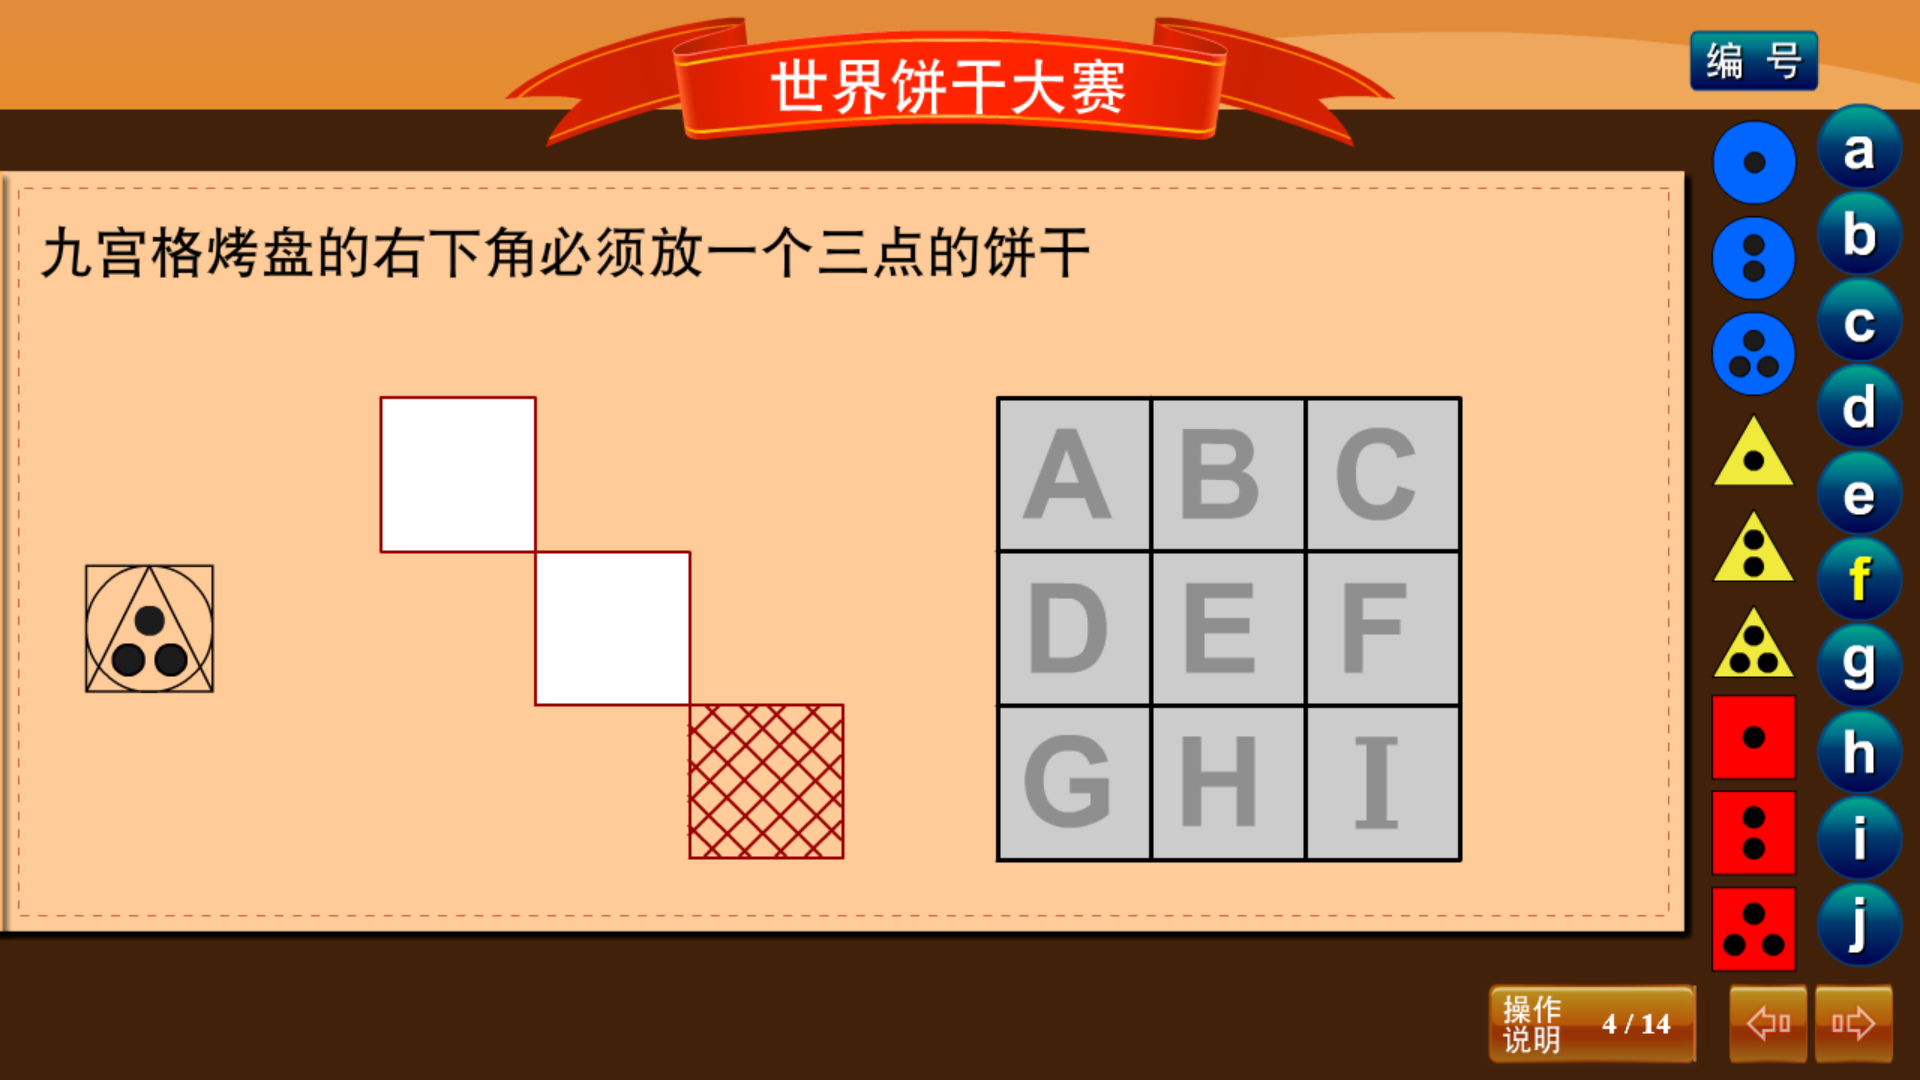 世界饼干大赛
编 号
九宫格烤盘的右下角必须放一个三点的饼干
A B C
D E F
G H I
a
b
c
d
e
f
g
h
i
j
操作
说明
4 / 14